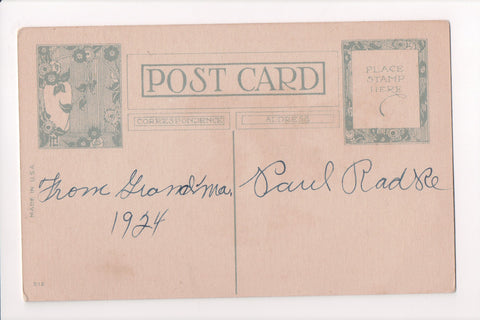 POST CARD
PLACE
STAMP
HERE
CORRESPONDENCE
ADDRESS
MADE IN U.S.A.
From Grandma.
1924
Paul Radke